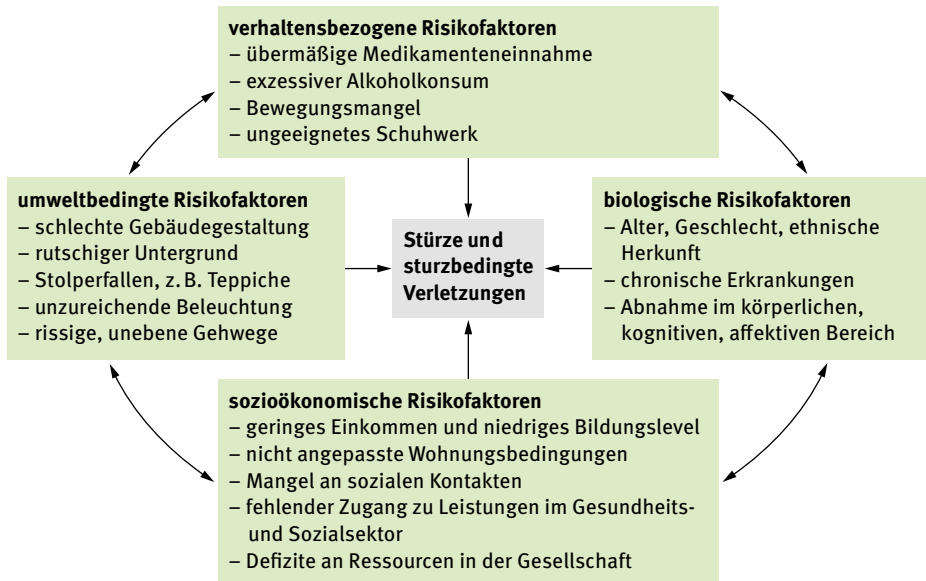 verhaltensbezogene Risikofaktoren
– übermäßige Medikamenteneinnahme
– exzessiver Alkoholkonsum
– Bewegungsmangel
– ungeeignetes Schuhwerk
umweltbedingte Risikofaktoren
– schlechte Gebäudegestaltung
– rutschiger Untergrund
– Stolperfallen, z. B. Teppiche
– unzureichende Beleuchtung
– rissige, unebene Gehwege
Stürze und
sturzbedingte
Verletzungen
biologische Risikofaktoren
– Alter, Geschlecht, ethnische
Herkunft
– chronische Erkrankungen
– Abnahme im körperlichen,
kognitiven, affektiven Bereich
sozioökonomische Risikofaktoren
– geringes Einkommen und niedriges Bildungslevel
– nicht angepasste Wohnungsbedingungen
– Mangel an sozialen Kontakten
– fehlender Zugang zu Leistungen im Gesundheits-
und Sozialsektor
– Defizite an Ressourcen in der Gesellschaft